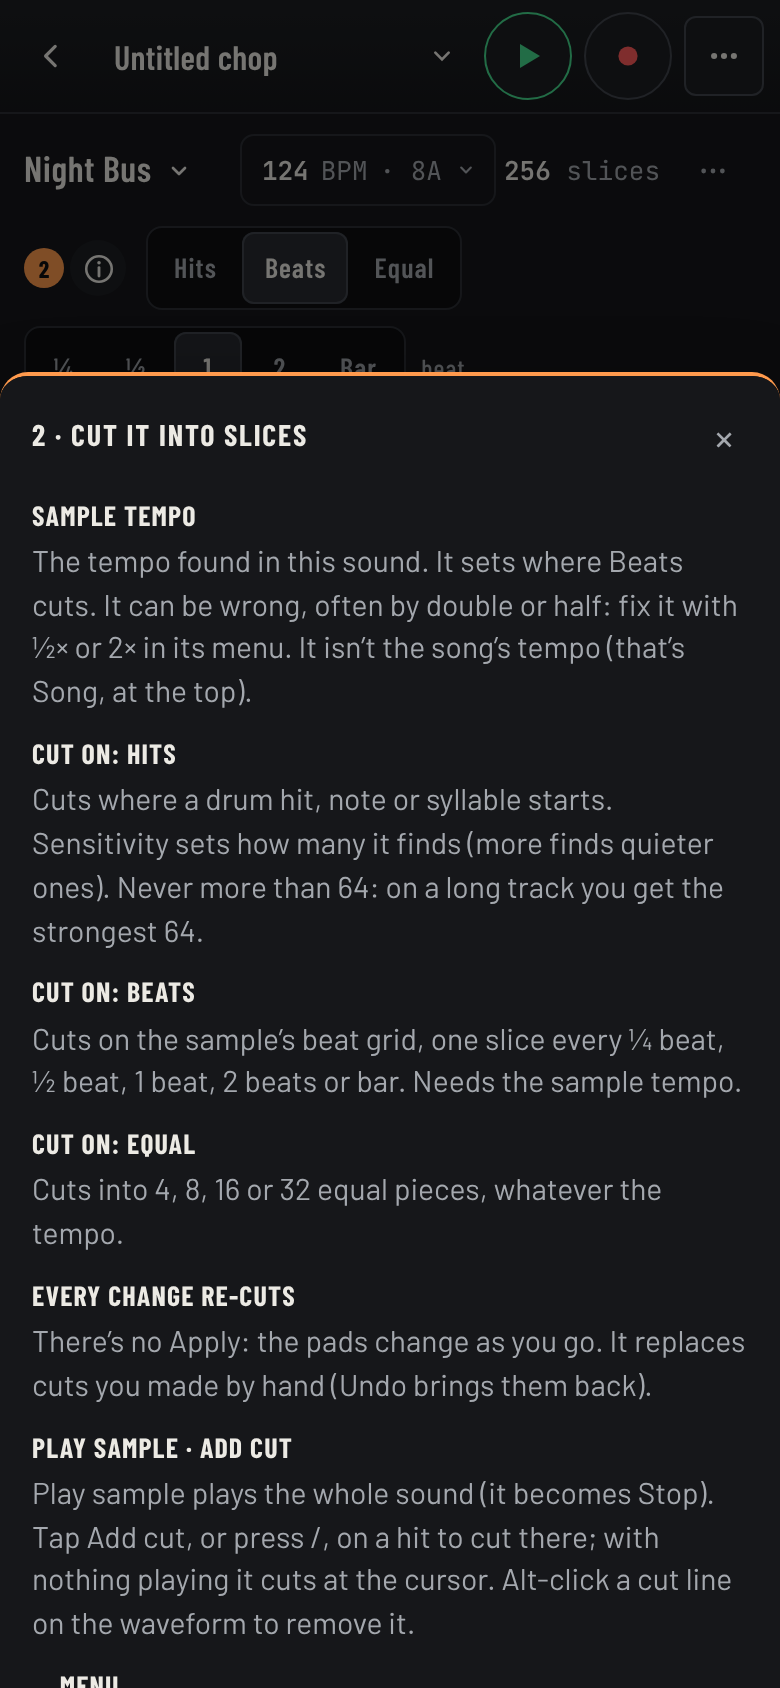 Untitled chop
Night Bus 124 BPM · 8A 256 slices
2 Hits Beats Equal
¼ ½ 1 2 Bar beat
2 · CUT IT INTO SLICES
SAMPLE TEMPO
The tempo found in this sound. It sets where Beats
cuts. It can be wrong, often by double or half: fix it with
½× or 2× in its menu. It isn’t the song’s tempo (that’s
Song, at the top).
CUT ON: HITS
Cuts where a drum hit, note or syllable starts.
Sensitivity sets how many it finds (more finds quieter
ones). Never more than 64: on a long track you get the
strongest 64.
CUT ON: BEATS
Cuts on the sample’s beat grid, one slice every ¼ beat,
½ beat, 1 beat, 2 beats or bar. Needs the sample tempo.
CUT ON: EQUAL
Cuts into 4, 8, 16 or 32 equal pieces, whatever the
tempo.
EVERY CHANGE RE-CUTS
There’s no Apply: the pads change as you go. It replaces
cuts you made by hand (Undo brings them back).
PLAY SAMPLE · ADD CUT
Play sample plays the whole sound (it becomes Stop).
Tap Add cut, or press /, on a hit to cut there; with
nothing playing it cuts at the cursor. Alt-click a cut line
on the waveform to remove it.
MENU